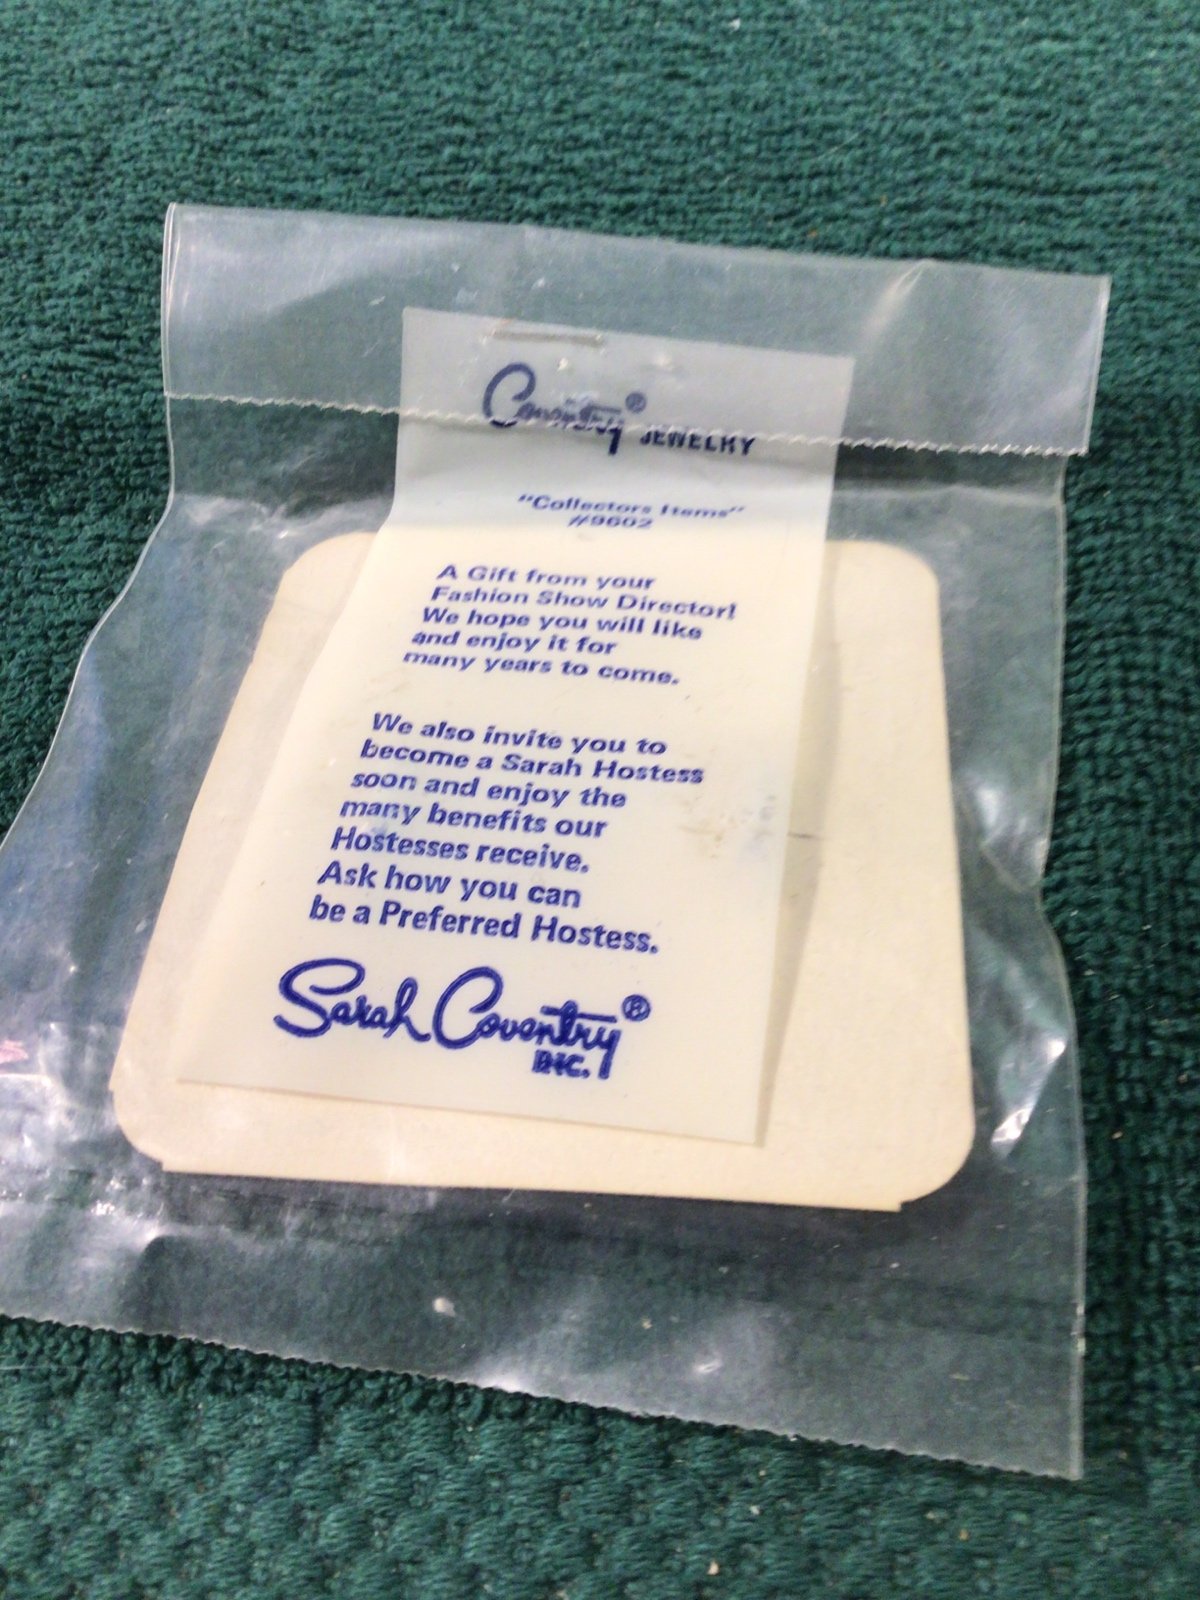 Coventry® JEWELRY
"Collectors Items"
#9602
A Gift from your
Fashion Show Director!
We hope you will like
and enjoy it for
many years to come.
We also invite you to
become a Sarah Hostess
soon and enjoy the
many benefits our
Hostesses receive.
Ask how you can
be a Preferred Hostess.
Sarah Coventry®
INC.